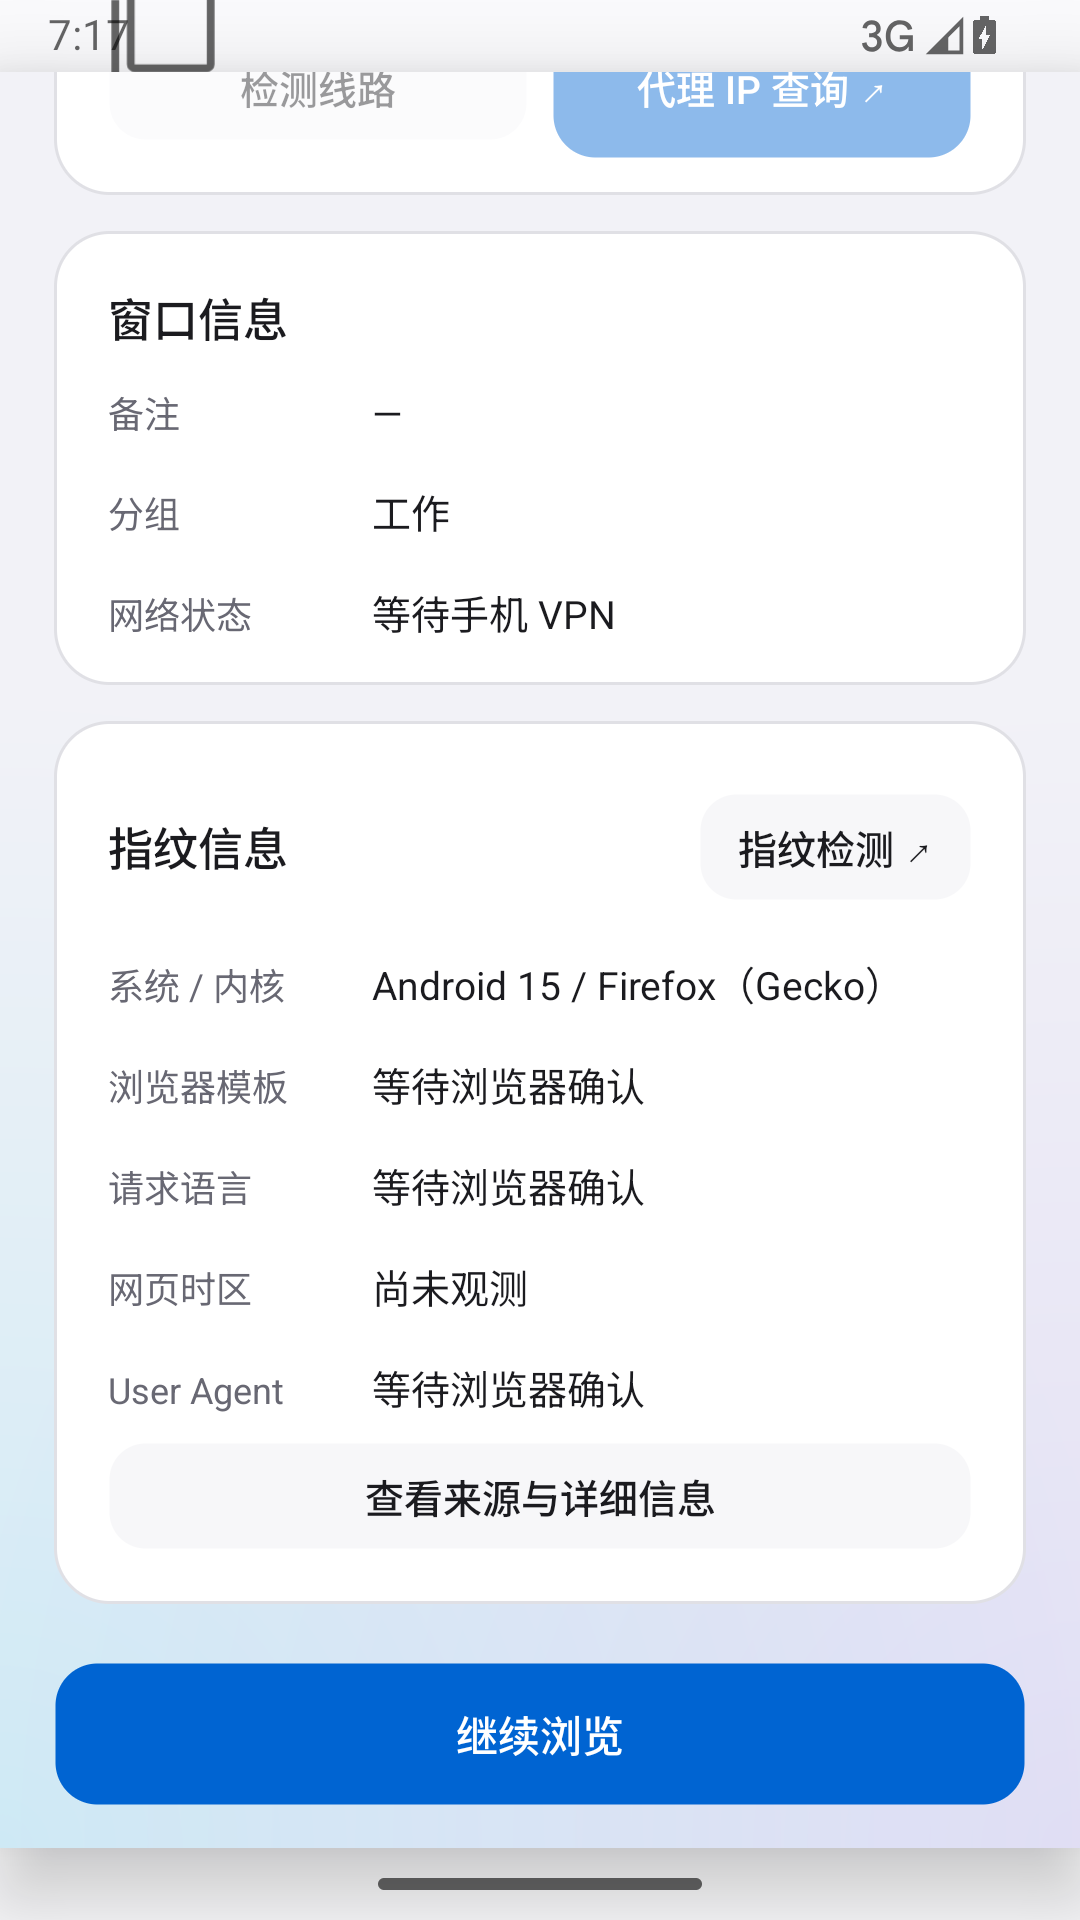 7:17
3G
检测线路
代理 IP 查询 ↗
窗口信息
备注 —
分组 工作
网络状态 等待手机 VPN
指纹信息
指纹检测 ↗
系统 / 内核 Android 15 / Firefox（Gecko）
浏览器模板 等待浏览器确认
请求语言 等待浏览器确认
网页时区 尚未观测
User Agent 等待浏览器确认
查看来源与详细信息
继续浏览